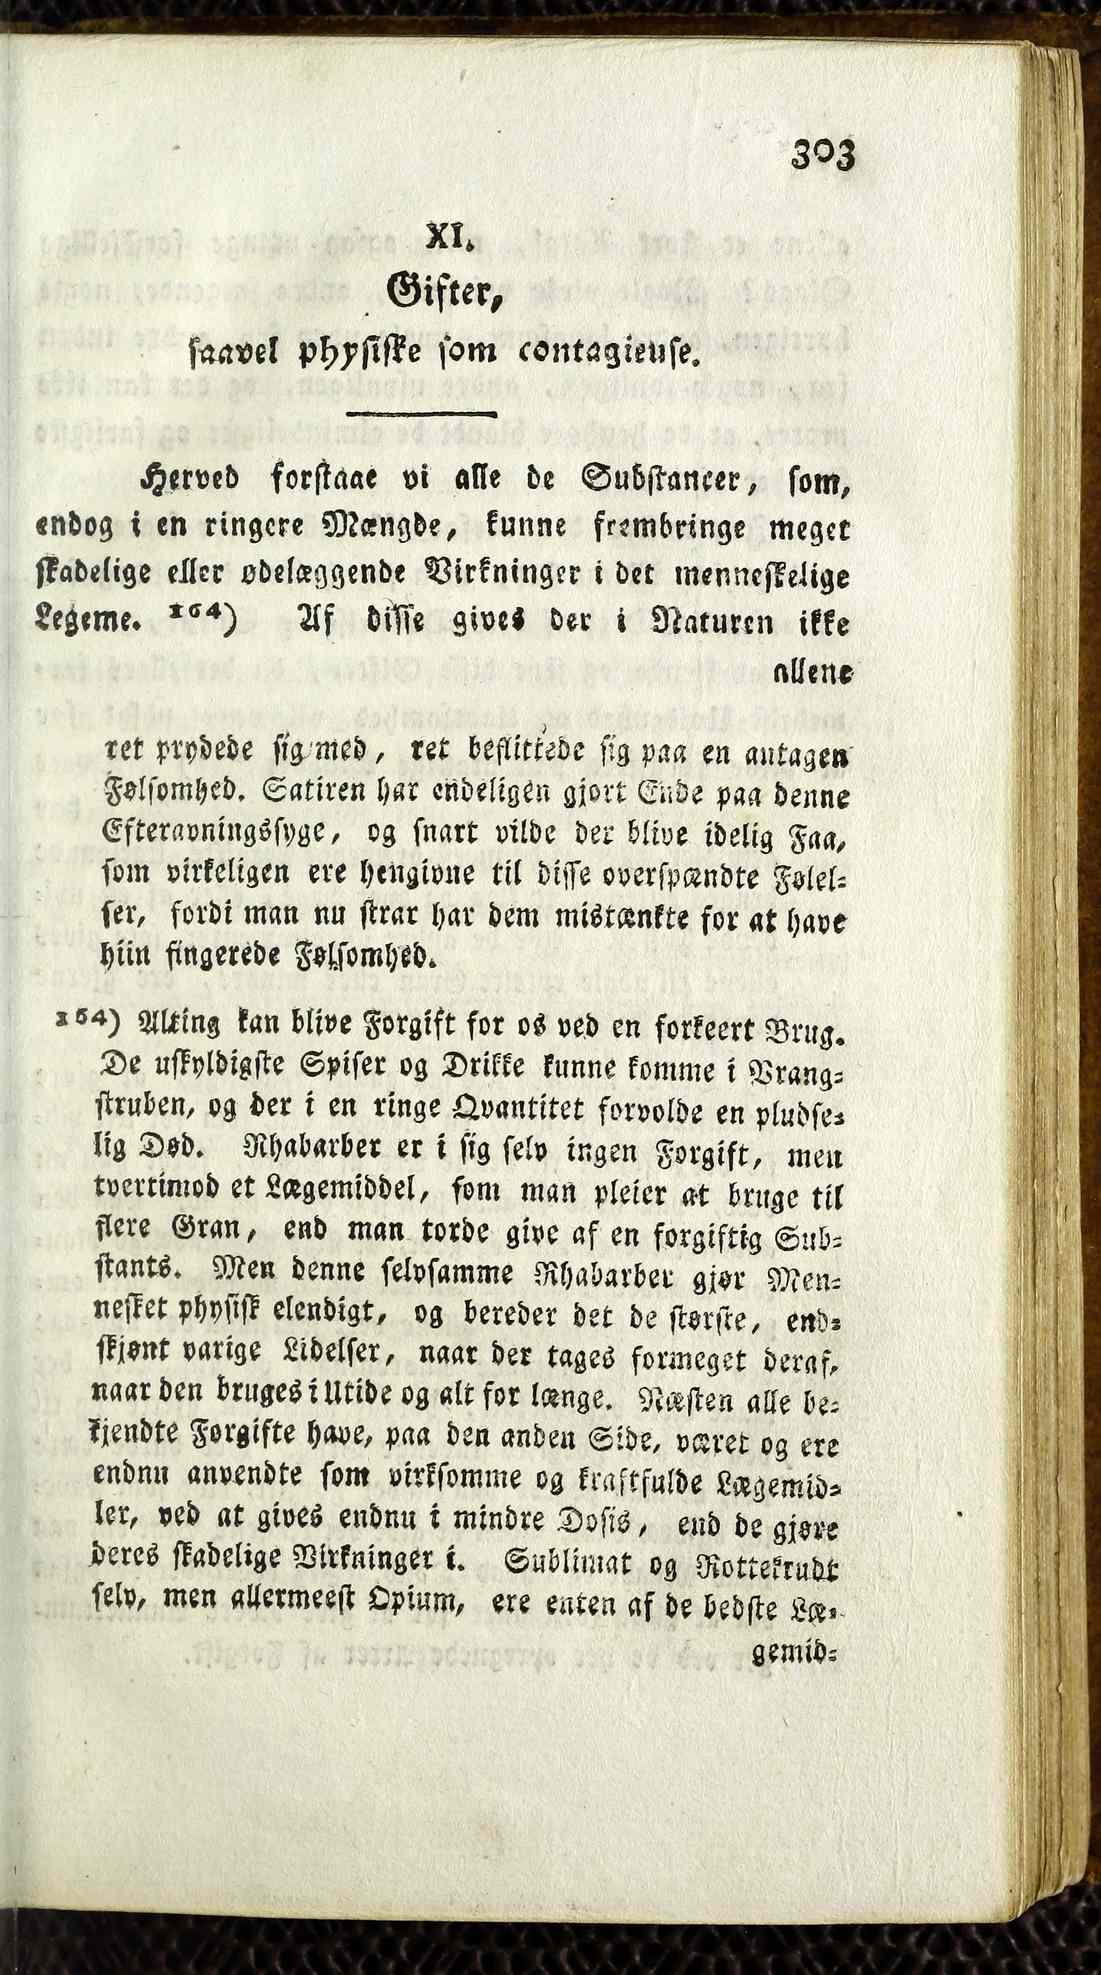 303
XI.
Gifter,
saavel physiske som contagieuse.
Herved forstaae vi alle de Substancer, som,
endog i en ringere Mængde, kunne frembringe meget
skadelige eller ødelæggende Virkninger i det menneskelige
Legeme. 164) Af disse gives der i Naturen ikke
allene
ret prydede sig med, ret beflittede sig paa en antagen
Følsomhed. Satiren har endeligen gjort Ende paa denne
Efteravningssyge, og snart vilde der blive idelig Faa,
som virkeligen ere hengivne til disse overspændte Følel-
ser, fordi man nu strax har dem mistænkte for at have
hiin fingerede Følsomhed.
164) Alting kan blive Forgift for os ved en forkeert Brug.
De uskyldigste Spiser og Drikke kunne komme i Vrang-
struben, og der i en ringe Qvantitet forvolde en pludse-
lig Død. Rhabarber er i sig selv ingen Forgift, men
tvertimod et Lægemiddel, som man pleier at bruge til
flere Gran, end man torde give af en forgiftig Sub-
stants. Men denne selvsamme Rhabarber gjør Men-
nesket physisk elendigt, og bereder det de største, end-
skjønt varige Lidelser, naar der tages formeget deraf,
naar den bruges i Utide og alt for længe. Næsten alle be-
kjendte Forgifte have, paa den anden Side, været og ere
endnu anvendte som virksomme og kraftfulde Lægemid-
ler, ved at gives endnu i mindre Dosis, end de gjøre
deres skadelige Virkninger i. Sublimat og Rottekrudt
selv, men allermeest Opium, ere enten af de bedste Læ-
gemid-